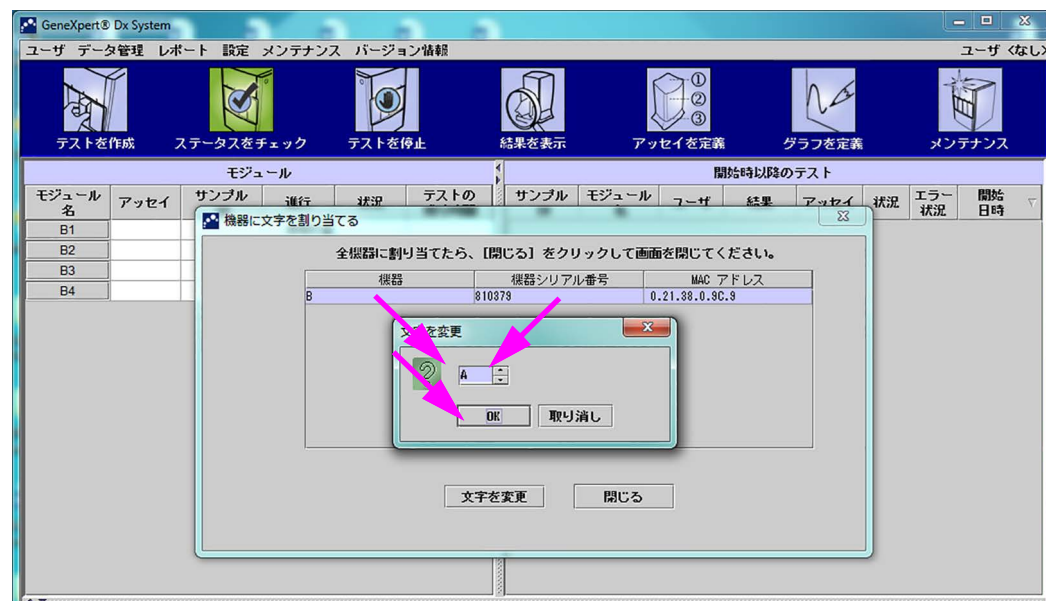 GeneXpert® Dx System
ユーザ データ管理 レポート 設定 メンテナンス バージョン情報 ユーザ <なし>
テストを作成 ステータスをチェック テストを停止 結果を表示 アッセイを定義 グラフを定義 メンテナンス
モジュール 開始時以降のテスト
モジュール名 アッセイ サンプル 進行 状況 テストの サンプル モジュール ユーザ 結果 アッセイ 状況 エラー状況 開始日時
機器に文字を割り当てる
B1
B2
B3
B4
全機器に割り当てたら、[閉じる] をクリックして画面を閉じてください。
機器 機器シリアル番号 MAC アドレス
B 810379 0.21.38.0.9C.9
文字を変更
A
OK 取り消し
文字を変更 閉じる